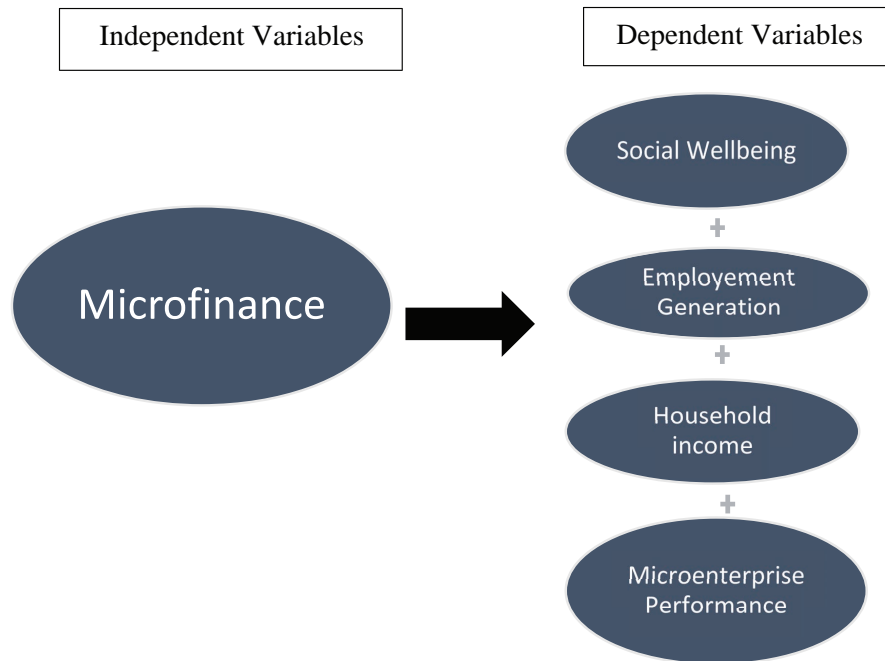 Independent Variables
Dependent Variables
Microfinance
Social Wellbeing
+
Employement
Generation
+
Household
income
+
Microenterprise
Performance